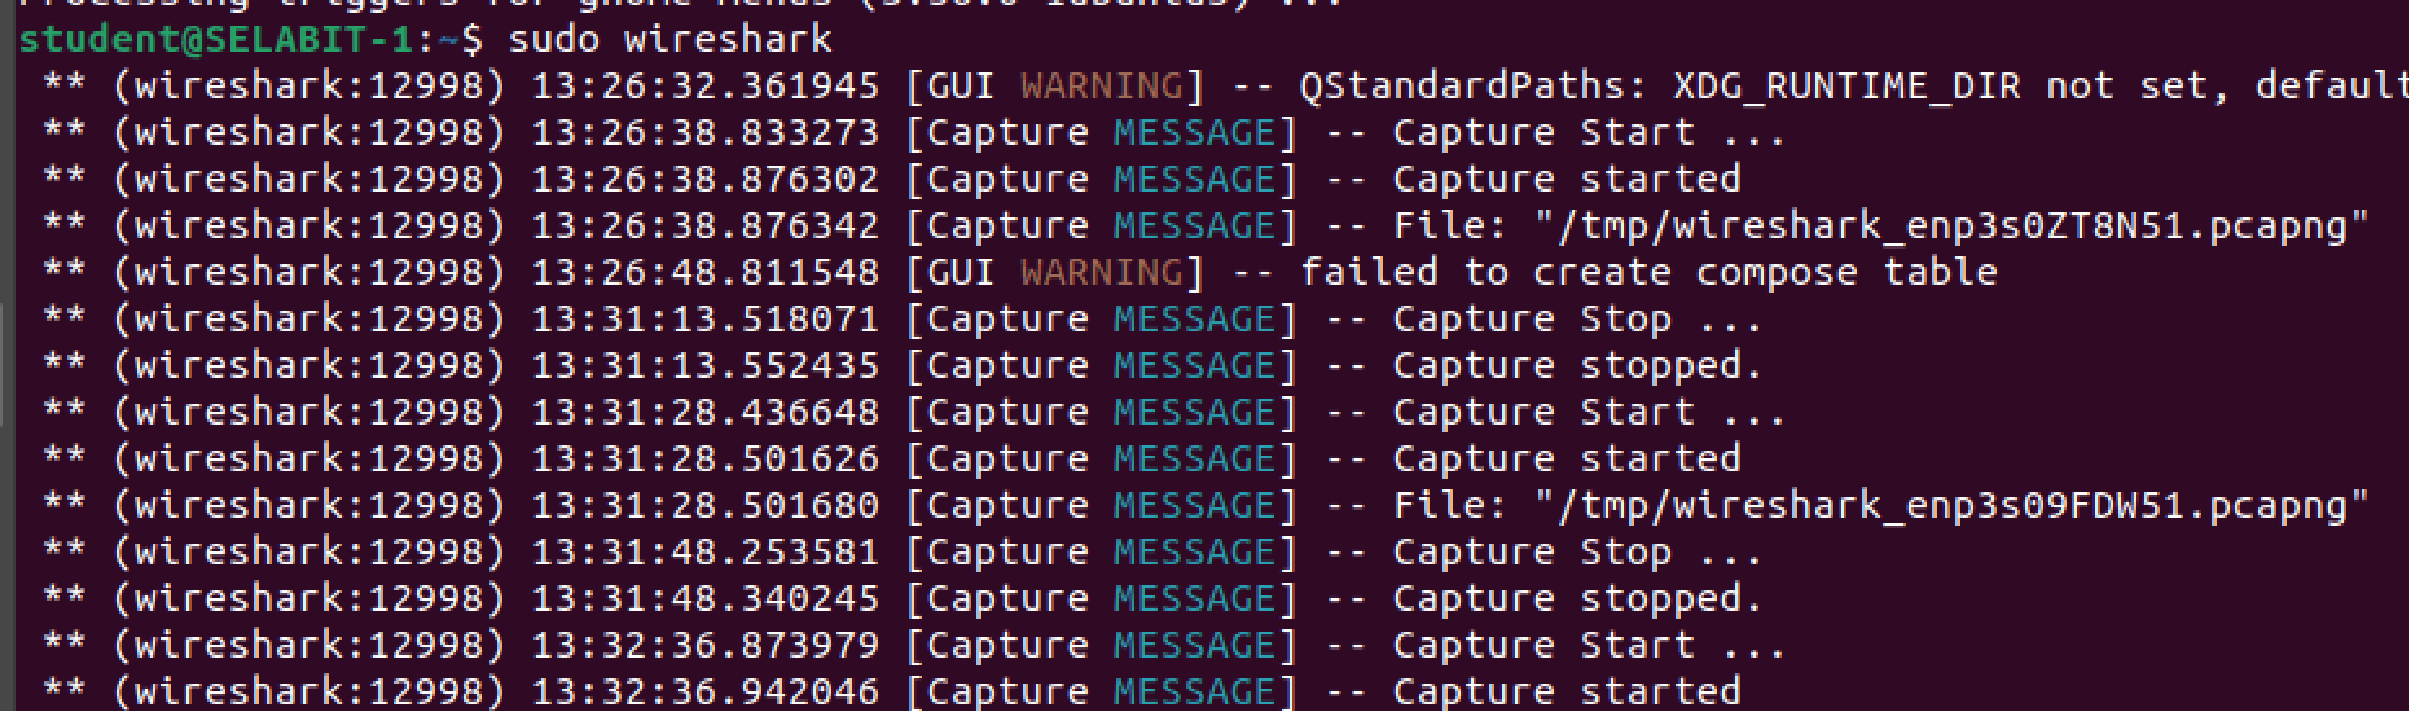 Processing triggers for gnome-menus
student@SELABIT-1:~$ sudo wireshark
** (wireshark:12998) 13:26:32.361945 [GUI WARNING] -- QStandardPaths: XDG_RUNTIME_DIR not set, default
** (wireshark:12998) 13:26:38.833273 [Capture MESSAGE] -- Capture Start ...
** (wireshark:12998) 13:26:38.876302 [Capture MESSAGE] -- Capture started
** (wireshark:12998) 13:26:38.876342 [Capture MESSAGE] -- File: "/tmp/wireshark_enp3s0ZT8N51.pcapng"
** (wireshark:12998) 13:26:48.811548 [GUI WARNING] -- failed to create compose table
** (wireshark:12998) 13:31:13.518071 [Capture MESSAGE] -- Capture Stop ...
** (wireshark:12998) 13:31:13.552435 [Capture MESSAGE] -- Capture stopped.
** (wireshark:12998) 13:31:28.436648 [Capture MESSAGE] -- Capture Start ...
** (wireshark:12998) 13:31:28.501626 [Capture MESSAGE] -- Capture started
** (wireshark:12998) 13:31:28.501680 [Capture MESSAGE] -- File: "/tmp/wireshark_enp3s09FDW51.pcapng"
** (wireshark:12998) 13:31:48.253581 [Capture MESSAGE] -- Capture Stop ...
** (wireshark:12998) 13:31:48.340245 [Capture MESSAGE] -- Capture stopped.
** (wireshark:12998) 13:32:36.873979 [Capture MESSAGE] -- Capture Start ...
** (wireshark:12998) 13:32:36.942046 [Capture MESSAGE] -- Capture started